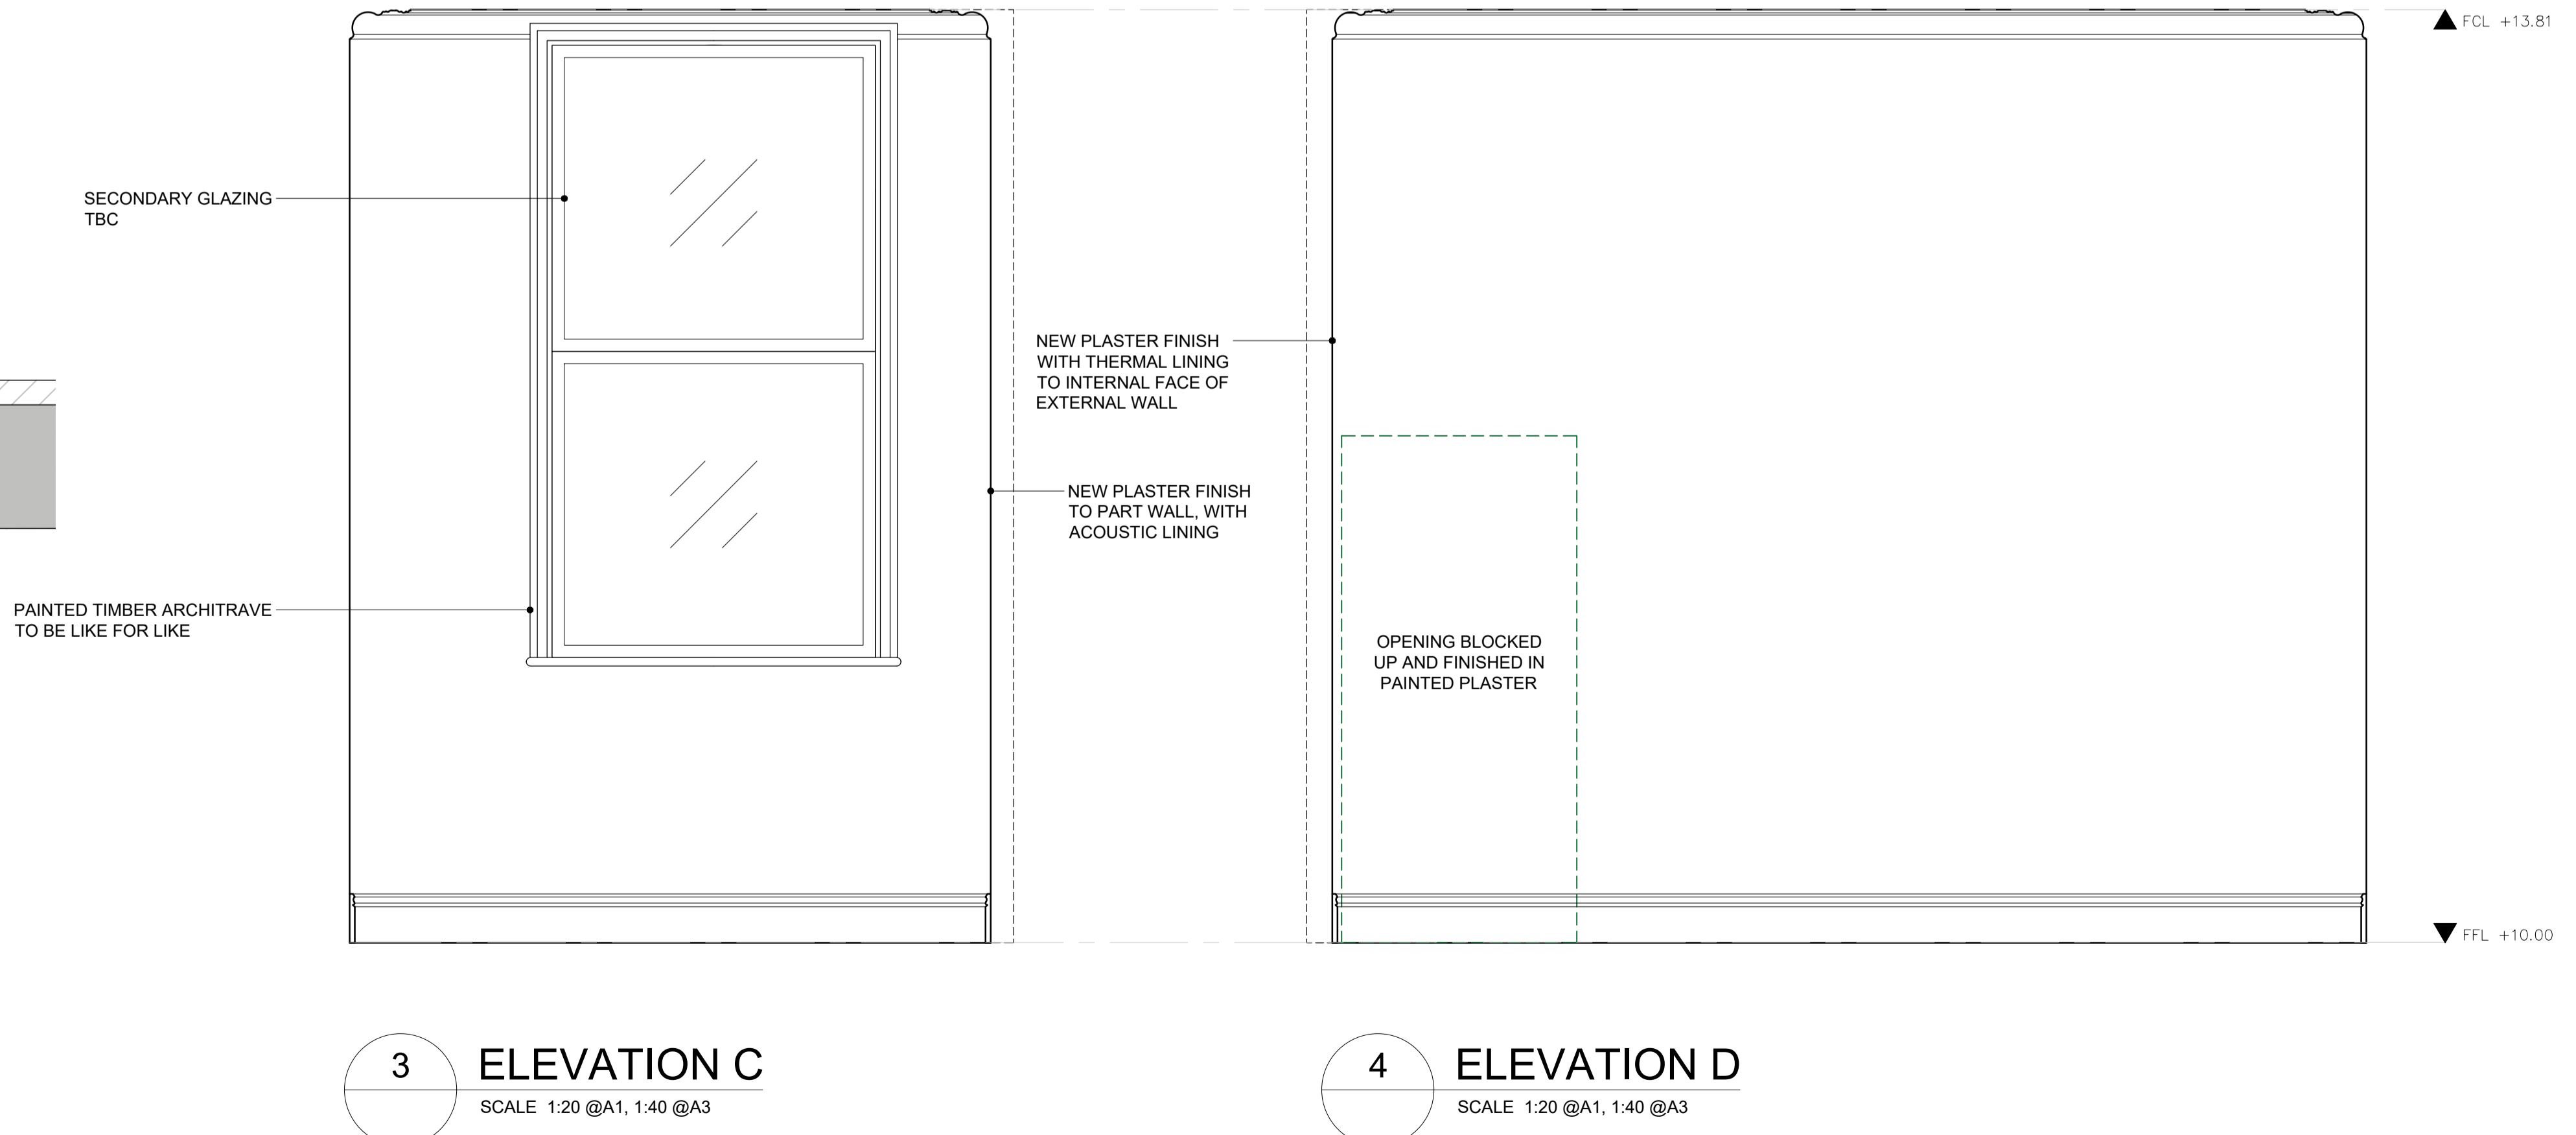 FCL +13.81
SECONDARY GLAZING
TBC
NEW PLASTER FINISH
WITH THERMAL LINING
TO INTERNAL FACE OF
EXTERNAL WALL
NEW PLASTER FINISH
TO PART WALL, WITH
ACOUSTIC LINING
PAINTED TIMBER ARCHITRAVE
TO BE LIKE FOR LIKE
OPENING BLOCKED
UP AND FINISHED IN
PAINTED PLASTER
FFL +10.00
3
ELEVATION C
SCALE 1:20 @A1, 1:40 @A3
4
ELEVATION D
SCALE 1:20 @A1, 1:40 @A3